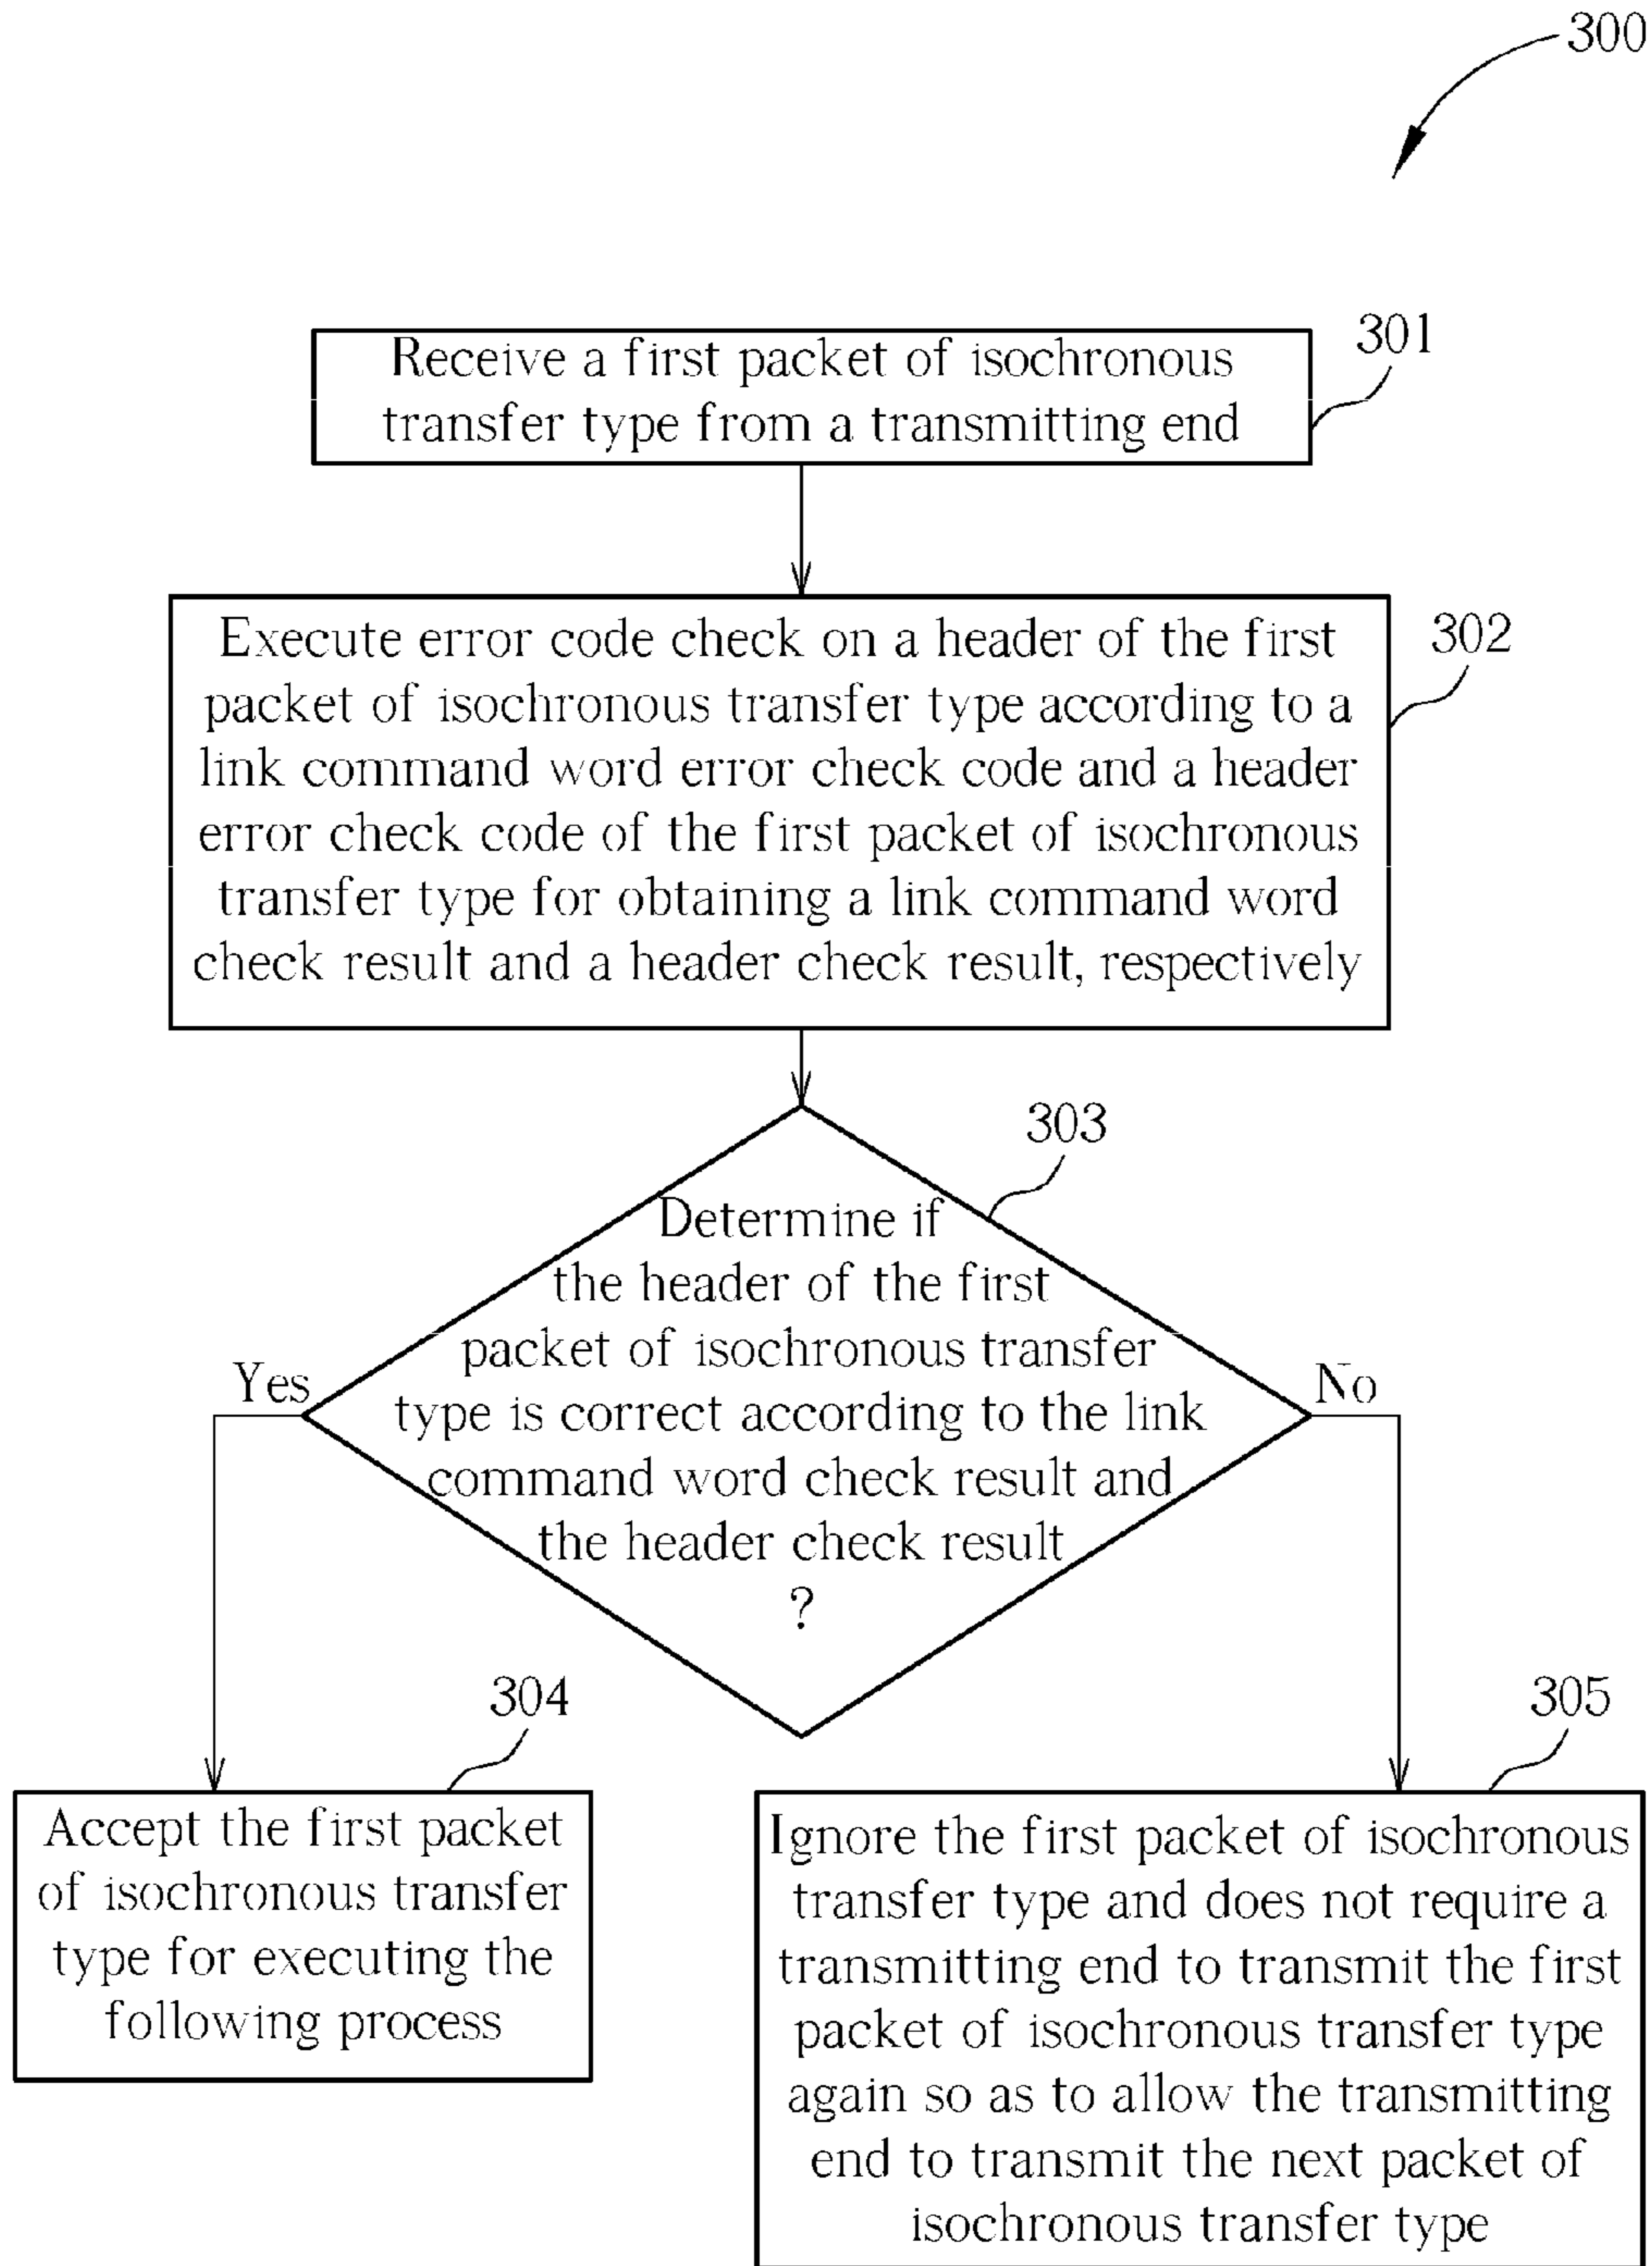 300
301
Receive a first packet of isochronous
transfer type from a transmitting end
302
Execute error code check on a header of the first
packet of isochronous transfer type according to a
link command word error check code and a header
error check code of the first packet of isochronous
transfer type for obtaining a link command word
check result and a header check result, respectively
303
Determine if
the header of the first
packet of isochronous transfer
type is correct according to the link
command word check result and
the header check result
?
Yes
No
304
Accept the first packet
of isochronous transfer
type for executing the
following process
305
Ignore the first packet of isochronous
transfer type and does not require a
transmitting end to transmit the first
packet of isochronous transfer type
again so as to allow the transmitting
end to transmit the next packet of
isochronous transfer type